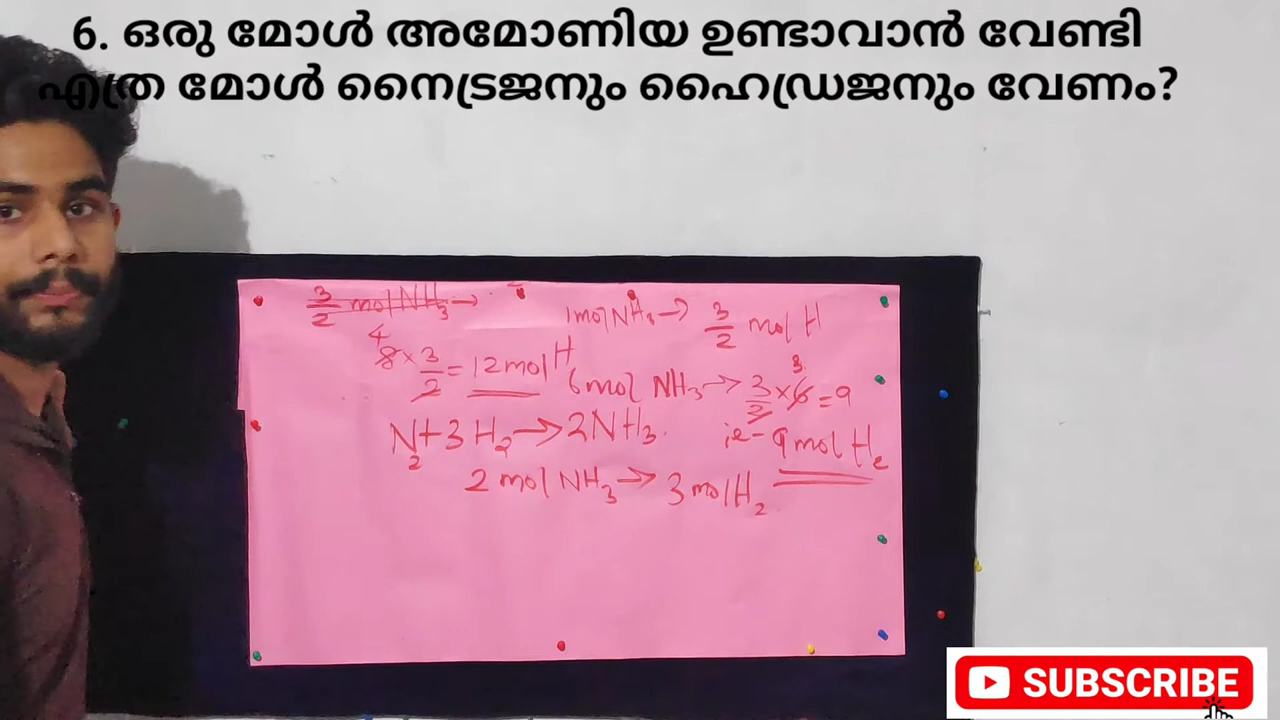 6. ഒരു മോൾ അമോണിയ ഉണ്ടാവാൻ വേണ്ടി
എത്ര മോൾ നൈട്രജനും ഹൈഡ്രജനും വേണം?
3/2 mol NH3 →
1 mol NH3 → 3/2 mol H
4
8 × 3/2 = 12 mol H
3
6 mol NH3 → 3/2 × 6 = 9
N2 + 3H2 → 2NH3.
ie - 9 mol H2
2 mol NH3 → 3 mol H2
SUBSCRIBE